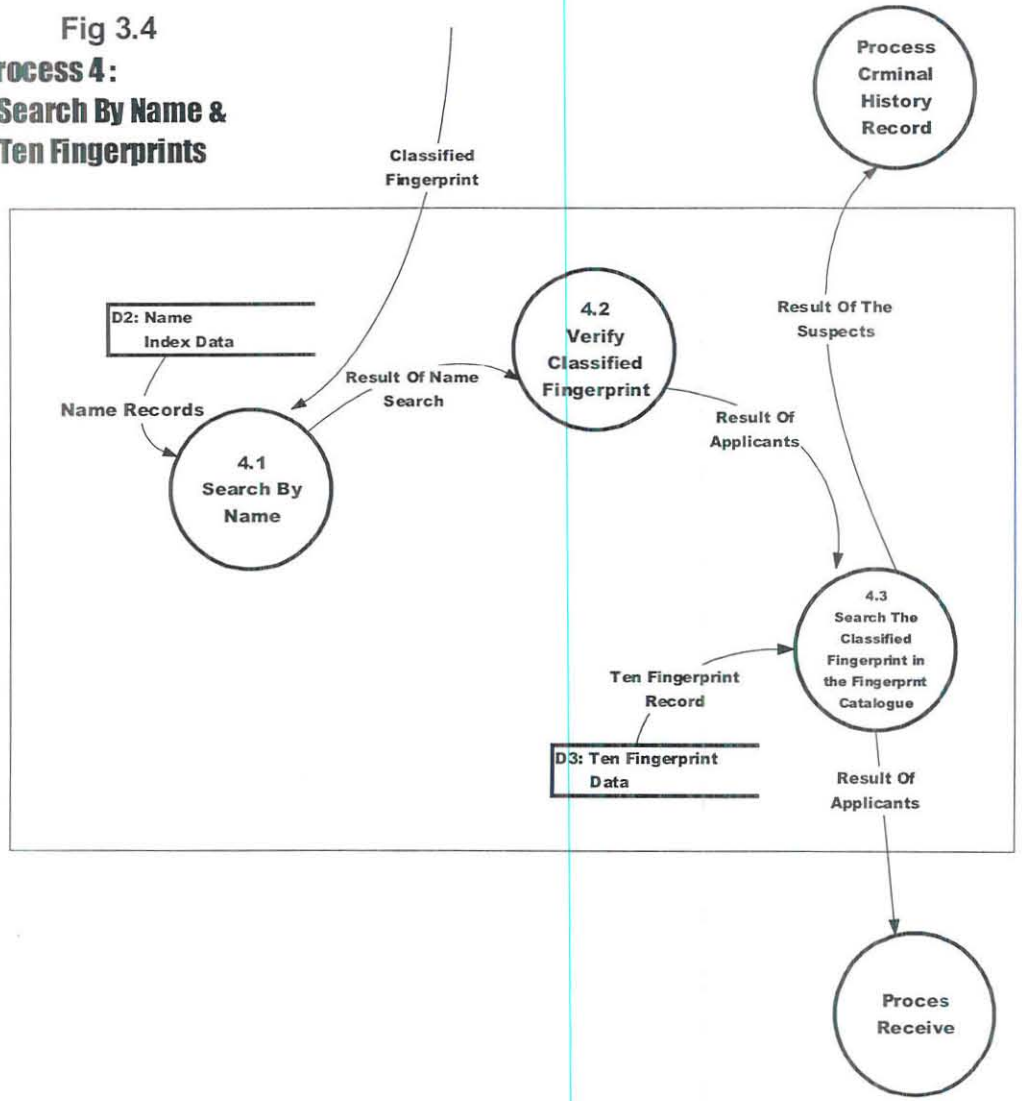 Fig 3.4
rocess 4:
Search By Name &
Ten Fingerprints
Process
Crminal
History
Record
Classified
Fingerprint
D2: Name
Index Data
Name Records
4.1
Search By
Name
Result Of Name
Search
4.2
Verify
Classified
Fingerprint
Result Of
Applicants
Result Of The
Suspects
4.3
Search The
Classified
Fingerprint in
the Fingerprnt
Catalogue
Ten Fingerprint
Record
D3: Ten Fingerprint
Data
Result Of
Applicants
Proces
Receive